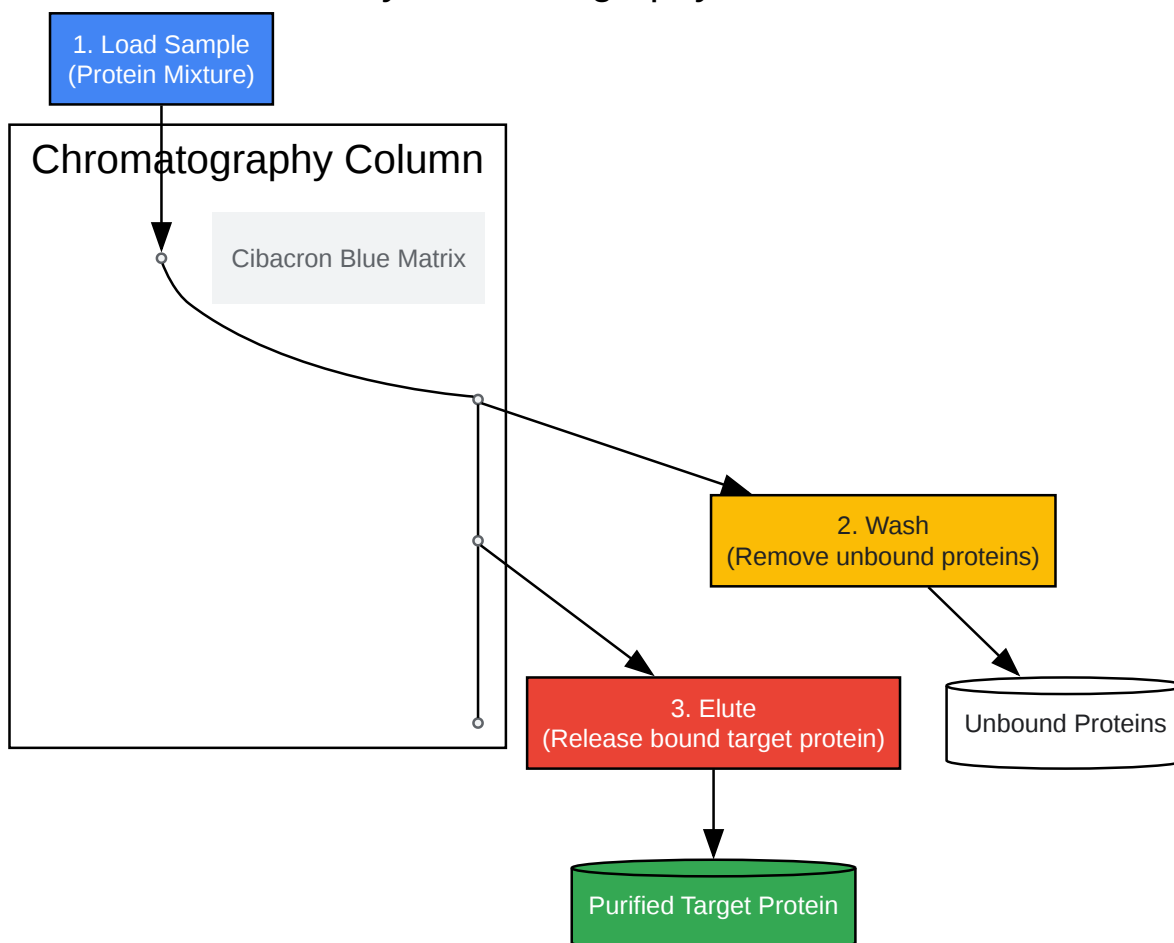 1. Load Sample
(Protein Mixture)
Chromatography Column
Cibacron Blue Matrix
2. Wash
(Remove unbound proteins)
3. Elute
(Release bound target protein)
Unbound Proteins
Purified Target Protein